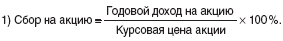 1) Сбор на акцию = Годовой доход на акцию / Курсовая цена акции × 100%.